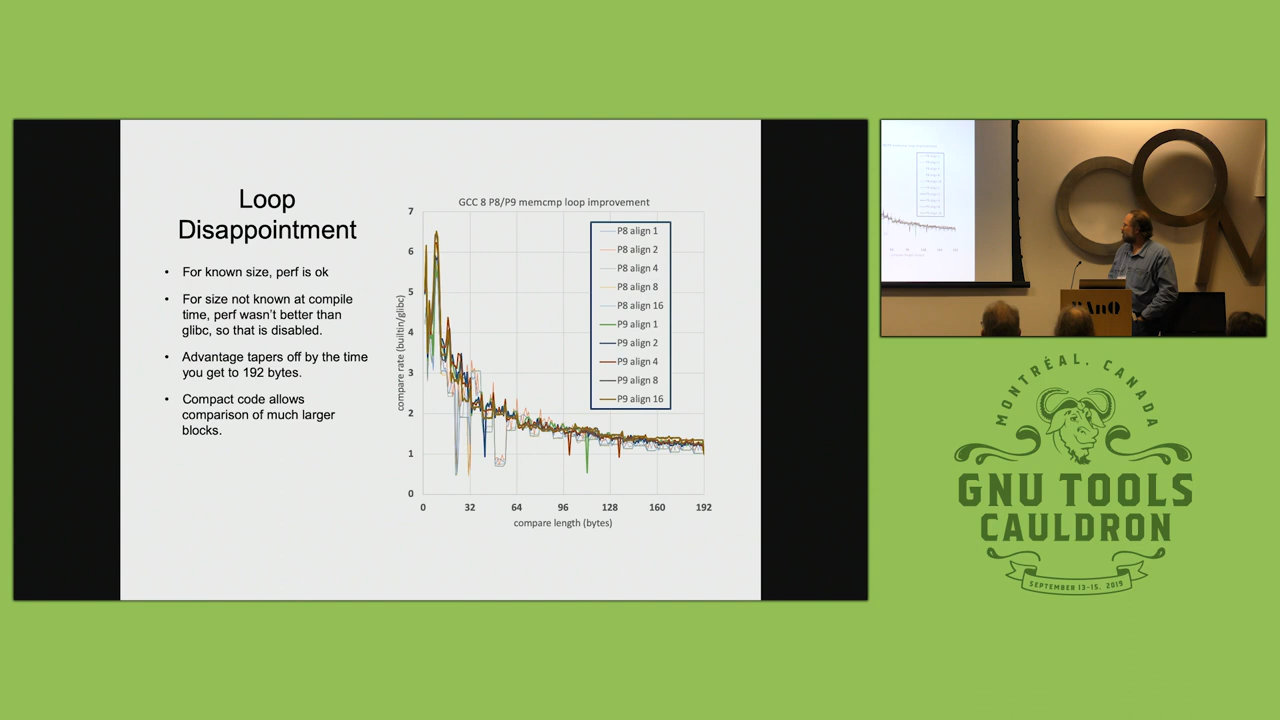 Loop
Disappointment
• For known size, perf is ok
• For size not known at compile
time, perf wasn't better than
glibc, so that is disabled.
• Advantage tapers off by the time
you get to 192 bytes.
• Compact code allows
comparison of much larger
blocks.
GCC 8 P8/P9 memcmp loop improvement
compare rate (builtin/glibc)
7
6
5
4
3
2
1
0
P8 align 1
P8 align 2
P8 align 4
P8 align 8
P8 align 16
P9 align 1
P9 align 2
P9 align 4
P9 align 8
P9 align 16
0 32 64 96 128 160 192
compare length (bytes)
MONTRÉAL, CANADA
GNU TOOLS
CAULDRON
SEPTEMBER 13-15, 2019